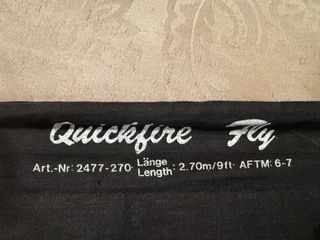 Quickfire Fly
Art.-Nr: 2477-270· Länge
Length: 2.70m/9ft· AFTM: 6-7